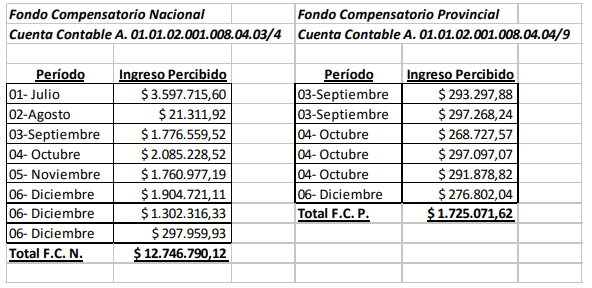 Fondo Compensatorio Nacional Fondo Compensatorio Provincial
Cuenta Contable A. 01.01.02.001.008.04.03/4 Cuenta Contable A. 01.01.02.001.008.04.04/9
Período Ingreso Percibido Período Ingreso Percibido
01- Julio $ 3.597.715,60 03-Septiembre $ 293.297,88
02-Agosto $ 21.311,92 03-Septiembre $ 297.268,24
03-Septiembre $ 1.776.559,52 04- Octubre $ 268.727,57
04- Octubre $ 2.085.228,52 04- Octubre $ 297.097,07
05- Noviembre $ 1.760.977,19 04- Octubre $ 291.878,82
06- Diciembre $ 1.904.721,11 06- Diciembre $ 276.802,04
06- Diciembre $ 1.302.316,33 Total F.C. P. $ 1.725.071,62
06- Diciembre $ 297.959,93
Total F.C. N. $ 12.746.790,12